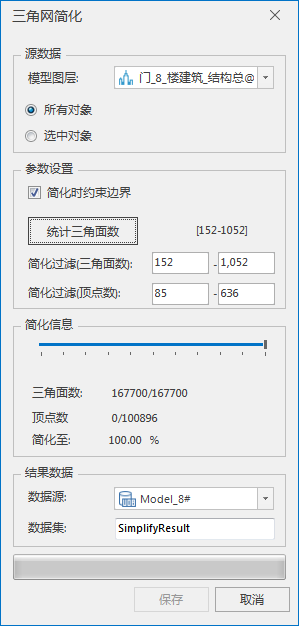 三角网简化
源数据
模型图层: 门_8_楼建筑_结构总@
所有对象
选中对象
参数设置
简化时约束边界
统计三角面数 [152-1052]
简化过滤(三角面数): 152 - 1,052
简化过滤(顶点数): 85 - 636
简化信息
三角面数: 167700/167700
顶点数 0/100896
简化至: 100.00 %
结果数据
数据源: Model_8#
数据集: SimplifyResult
保存 取消